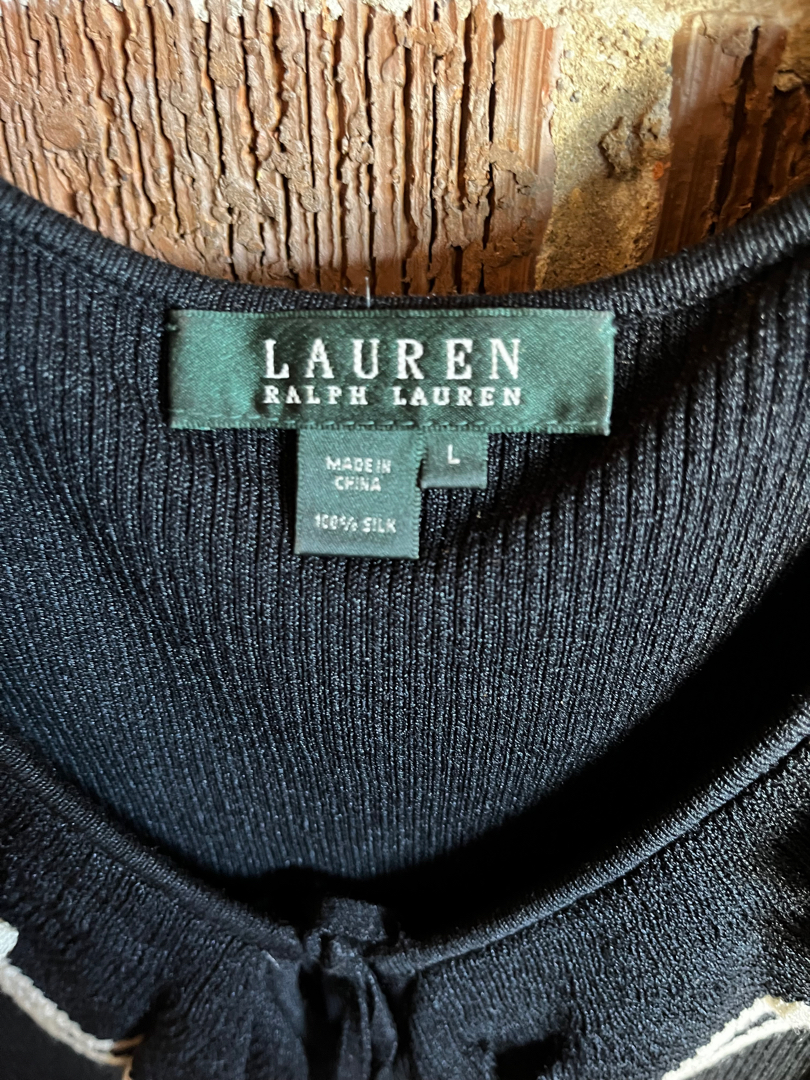 LAUREN
RALPH LAUREN
L
MADE IN
CHINA
100% SILK